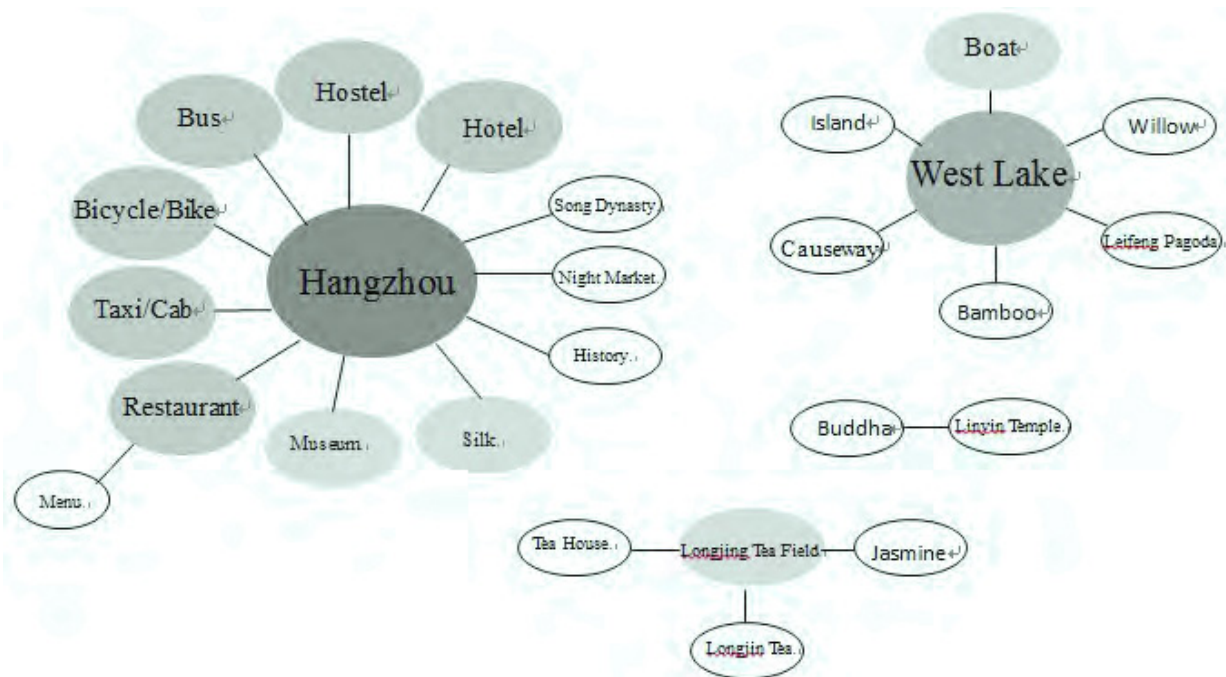 Boat
Hostel
Bus
Hotel
Island
Willow
West Lake
Bicycle/Bike
Song Dynasty
Causeway
Leifeng Pagoda
Hangzhou
Night Market
Taxi/Cab
Bamboo
History
Restaurant
Museum
Silk
Buddha
Linyin Temple
Menu
Tea House
Longjing Tea Field
Jasmine
Longjin Tea